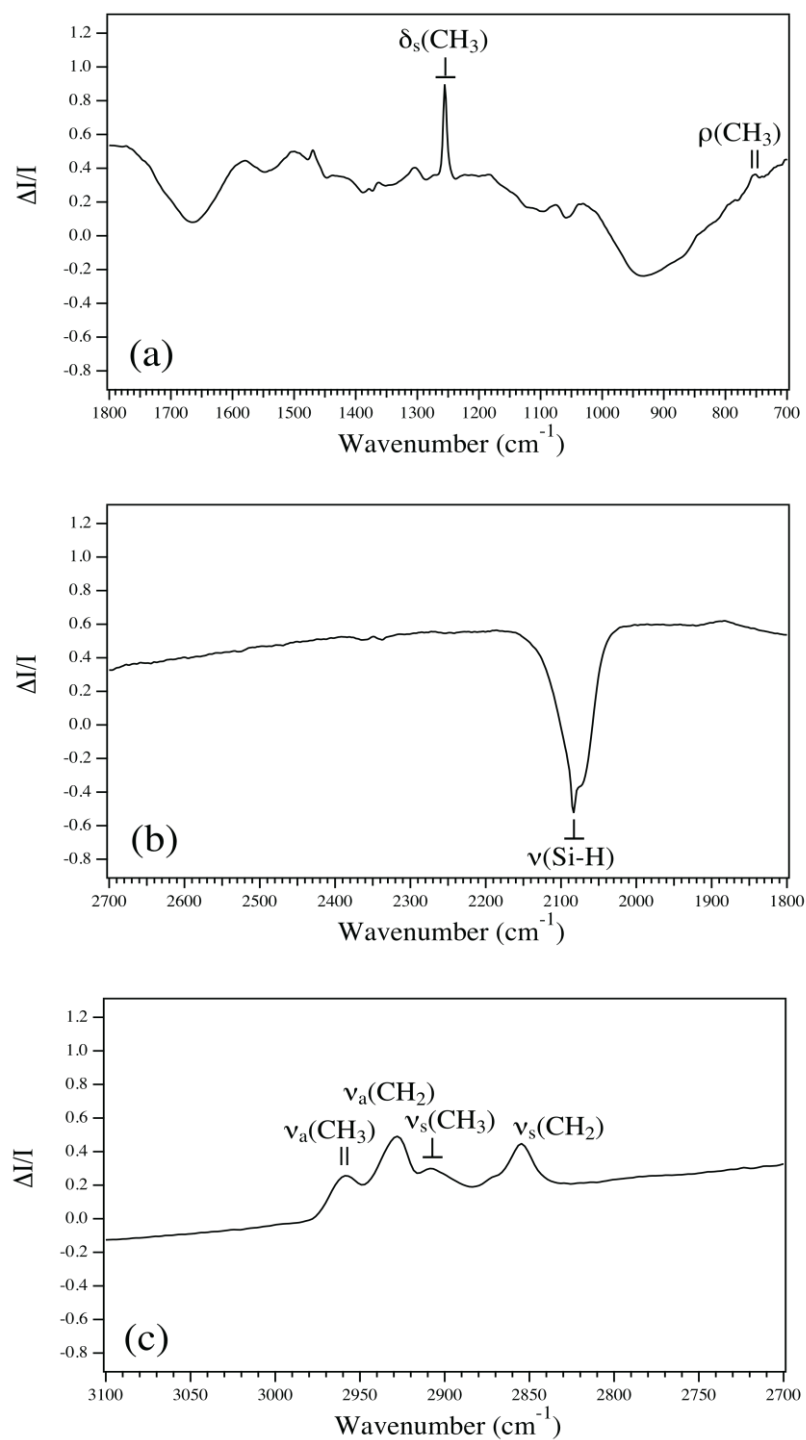 1.2
1.0
0.8
0.6
0.4
0.2
0.0
-0.2
-0.4
-0.6
-0.8
ΔI/I
δs(CH3)
⊥
ρ(CH3)
||
(a)
1800 1700 1600 1500 1400 1300 1200 1100 1000 900 800 700
Wavenumber (cm-1)
1.2
1.0
0.8
0.6
0.4
0.2
0.0
-0.2
-0.4
-0.6
-0.8
ΔI/I
(b)
⊥
ν(Si-H)
2700 2600 2500 2400 2300 2200 2100 2000 1900 1800
Wavenumber (cm-1)
1.2
1.0
0.8
0.6
0.4
0.2
0.0
-0.2
-0.4
-0.6
-0.8
ΔI/I
νa(CH2)
νa(CH3) νs(CH3) νs(CH2)
|| ⊥
(c)
3100 3050 3000 2950 2900 2850 2800 2750 2700
Wavenumber (cm-1)